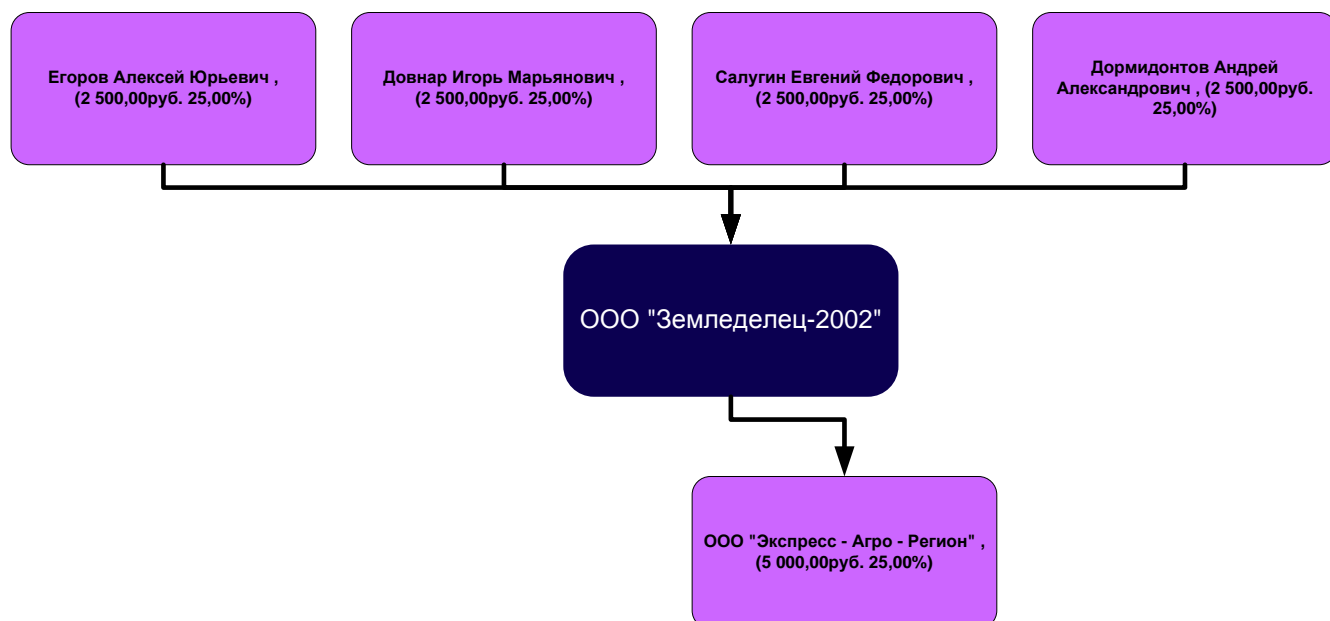 Егоров Алексей Юрьевич ,
(2 500,00руб. 25,00%)
Довнар Игорь Марьянович ,
(2 500,00руб. 25,00%)
Салугин Евгений Федорович ,
(2 500,00руб. 25,00%)
Дормидонтов Андрей
Александрович , (2 500,00руб.
25,00%)
ООО "Земледелец-2002"
ООО "Экспресс - Агро - Регион" ,
(5 000,00руб. 25,00%)